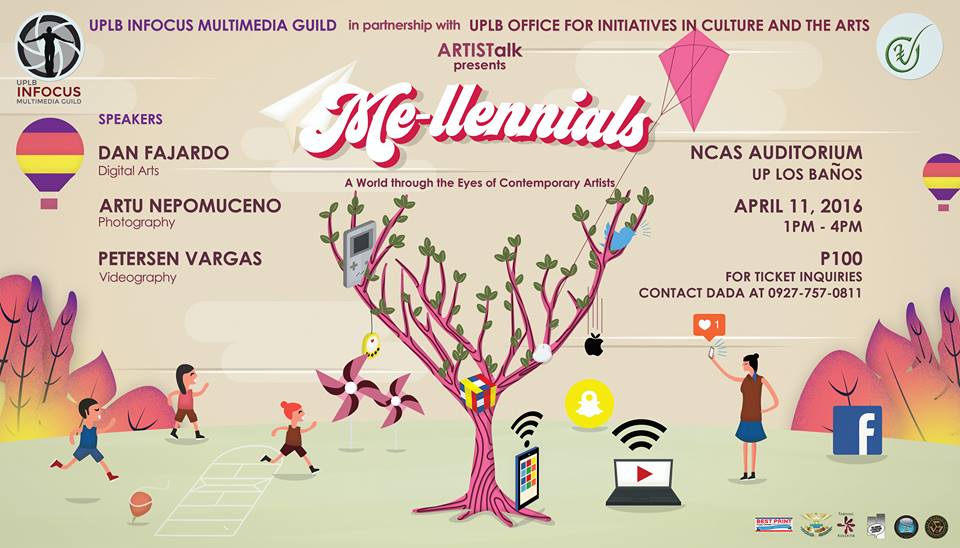 UPLB INFOCUS MULTIMEDIA GUILD in partnership with UPLB OFFICE FOR INITIATIVES IN CULTURE AND THE ARTS
ARTISTalk
presents
Me-llennials
A World through the Eyes of Contemporary Artists
UPLB
INFOCUS
MULTIMEDIA GUILD
SPEAKERS
DAN FAJARDO
Digital Arts
ARTU NEPOMUCENO
Photography
PETERSEN VARGAS
Videography
NCAS AUDITORIUM
UP LOS BAÑOS
APRIL 11, 2016
1PM - 4PM
P100
FOR TICKET INQUIRIES
CONTACT DADA AT 0927-757-0811
1
f
BEST PRINT